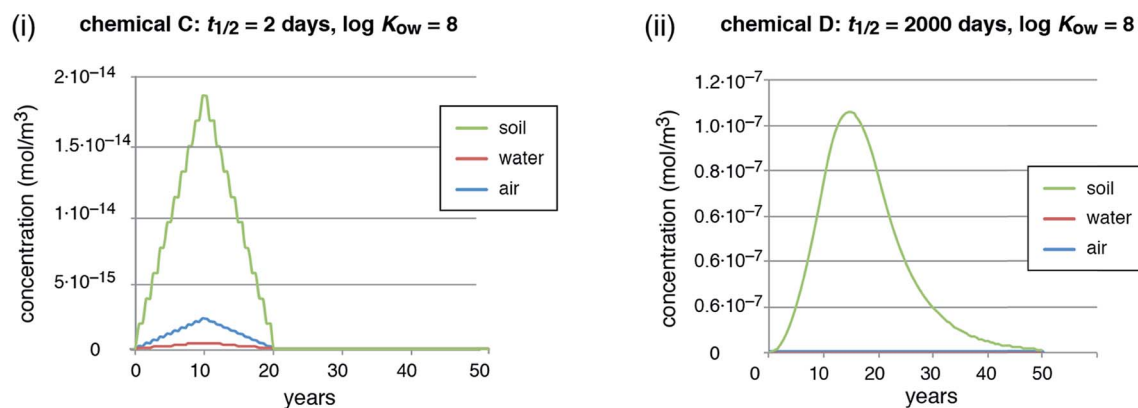 (i) chemical C: t1/2 = 2 days, log Kow = 8
concentration (mol/m³)
2·10⁻¹⁴
1.5·10⁻¹⁴
1·10⁻¹⁴
5·10⁻¹⁵
0
0 10 20 30 40 50
years
soil
water
air
(ii) chemical D: t1/2 = 2000 days, log Kow = 8
concentration (mol/m³)
1.2·10⁻⁷
1.0·10⁻⁷
0.8·10⁻⁷
0.6·10⁻⁷
0.6·10⁻⁷
0.6·10⁻⁷
0
0 10 20 30 40 50
years
soil
water
air